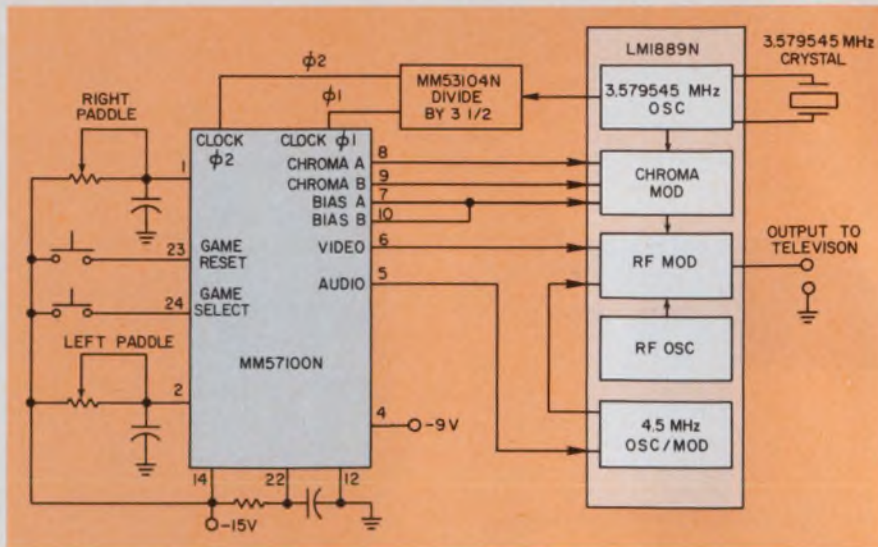 LM1889N
3.579545 MHz
CRYSTAL
ϕ2
MM53104N
DIVIDE
BY 3 1/2
3.579545 MHz
OSC
ϕ1
RIGHT
PADDLE
CLOCK
ϕ2
CLOCK ϕ1
1
CHROMA A
8
CHROMA B
9
BIAS A
7
BIAS B
10
CHROMA
MOD
VIDEO
6
RF MOD
OUTPUT TO
TELEVISON
23
GAME
RESET
AUDIO
5
24
GAME
SELECT
RF OSC
LEFT PADDLE
MM57100N
2
4
-9 V
4.5 MHz
OSC/MOD
14
22
12
-15V